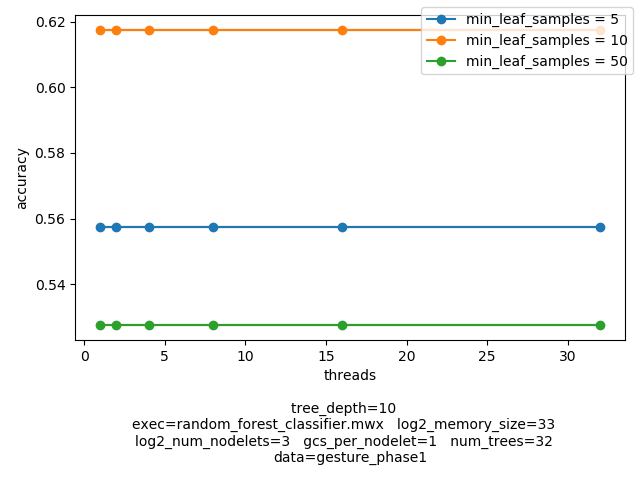 min_leaf_samples = 5
min_leaf_samples = 10
min_leaf_samples = 50
accuracy
0.62
0.60
0.58
0.56
0.54
0 5 10 15 20 25 30
threads
tree_depth=10
exec=random_forest_classifier.mwx log2_memory_size=33
log2_num_nodelets=3 gcs_per_nodelet=1 num_trees=32
data=gesture_phase1